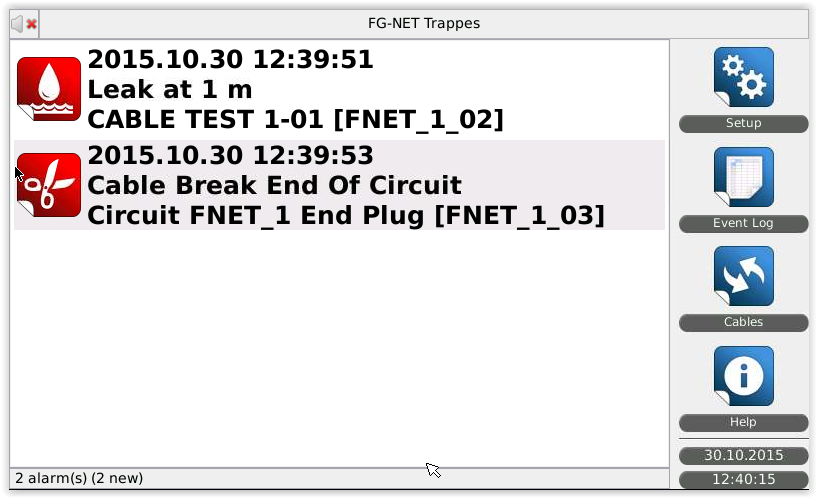 FG-NET Trappes
2015.10.30 12:39:51
Leak at 1 m
CABLE TEST 1-01 [FNET_1_02]
2015.10.30 12:39:53
Cable Break End Of Circuit
Circuit FNET_1 End Plug [FNET_1_03]
2 alarm(s) (2 new)
Setup
Event Log
Cables
Help
30.10.2015
12:40:15